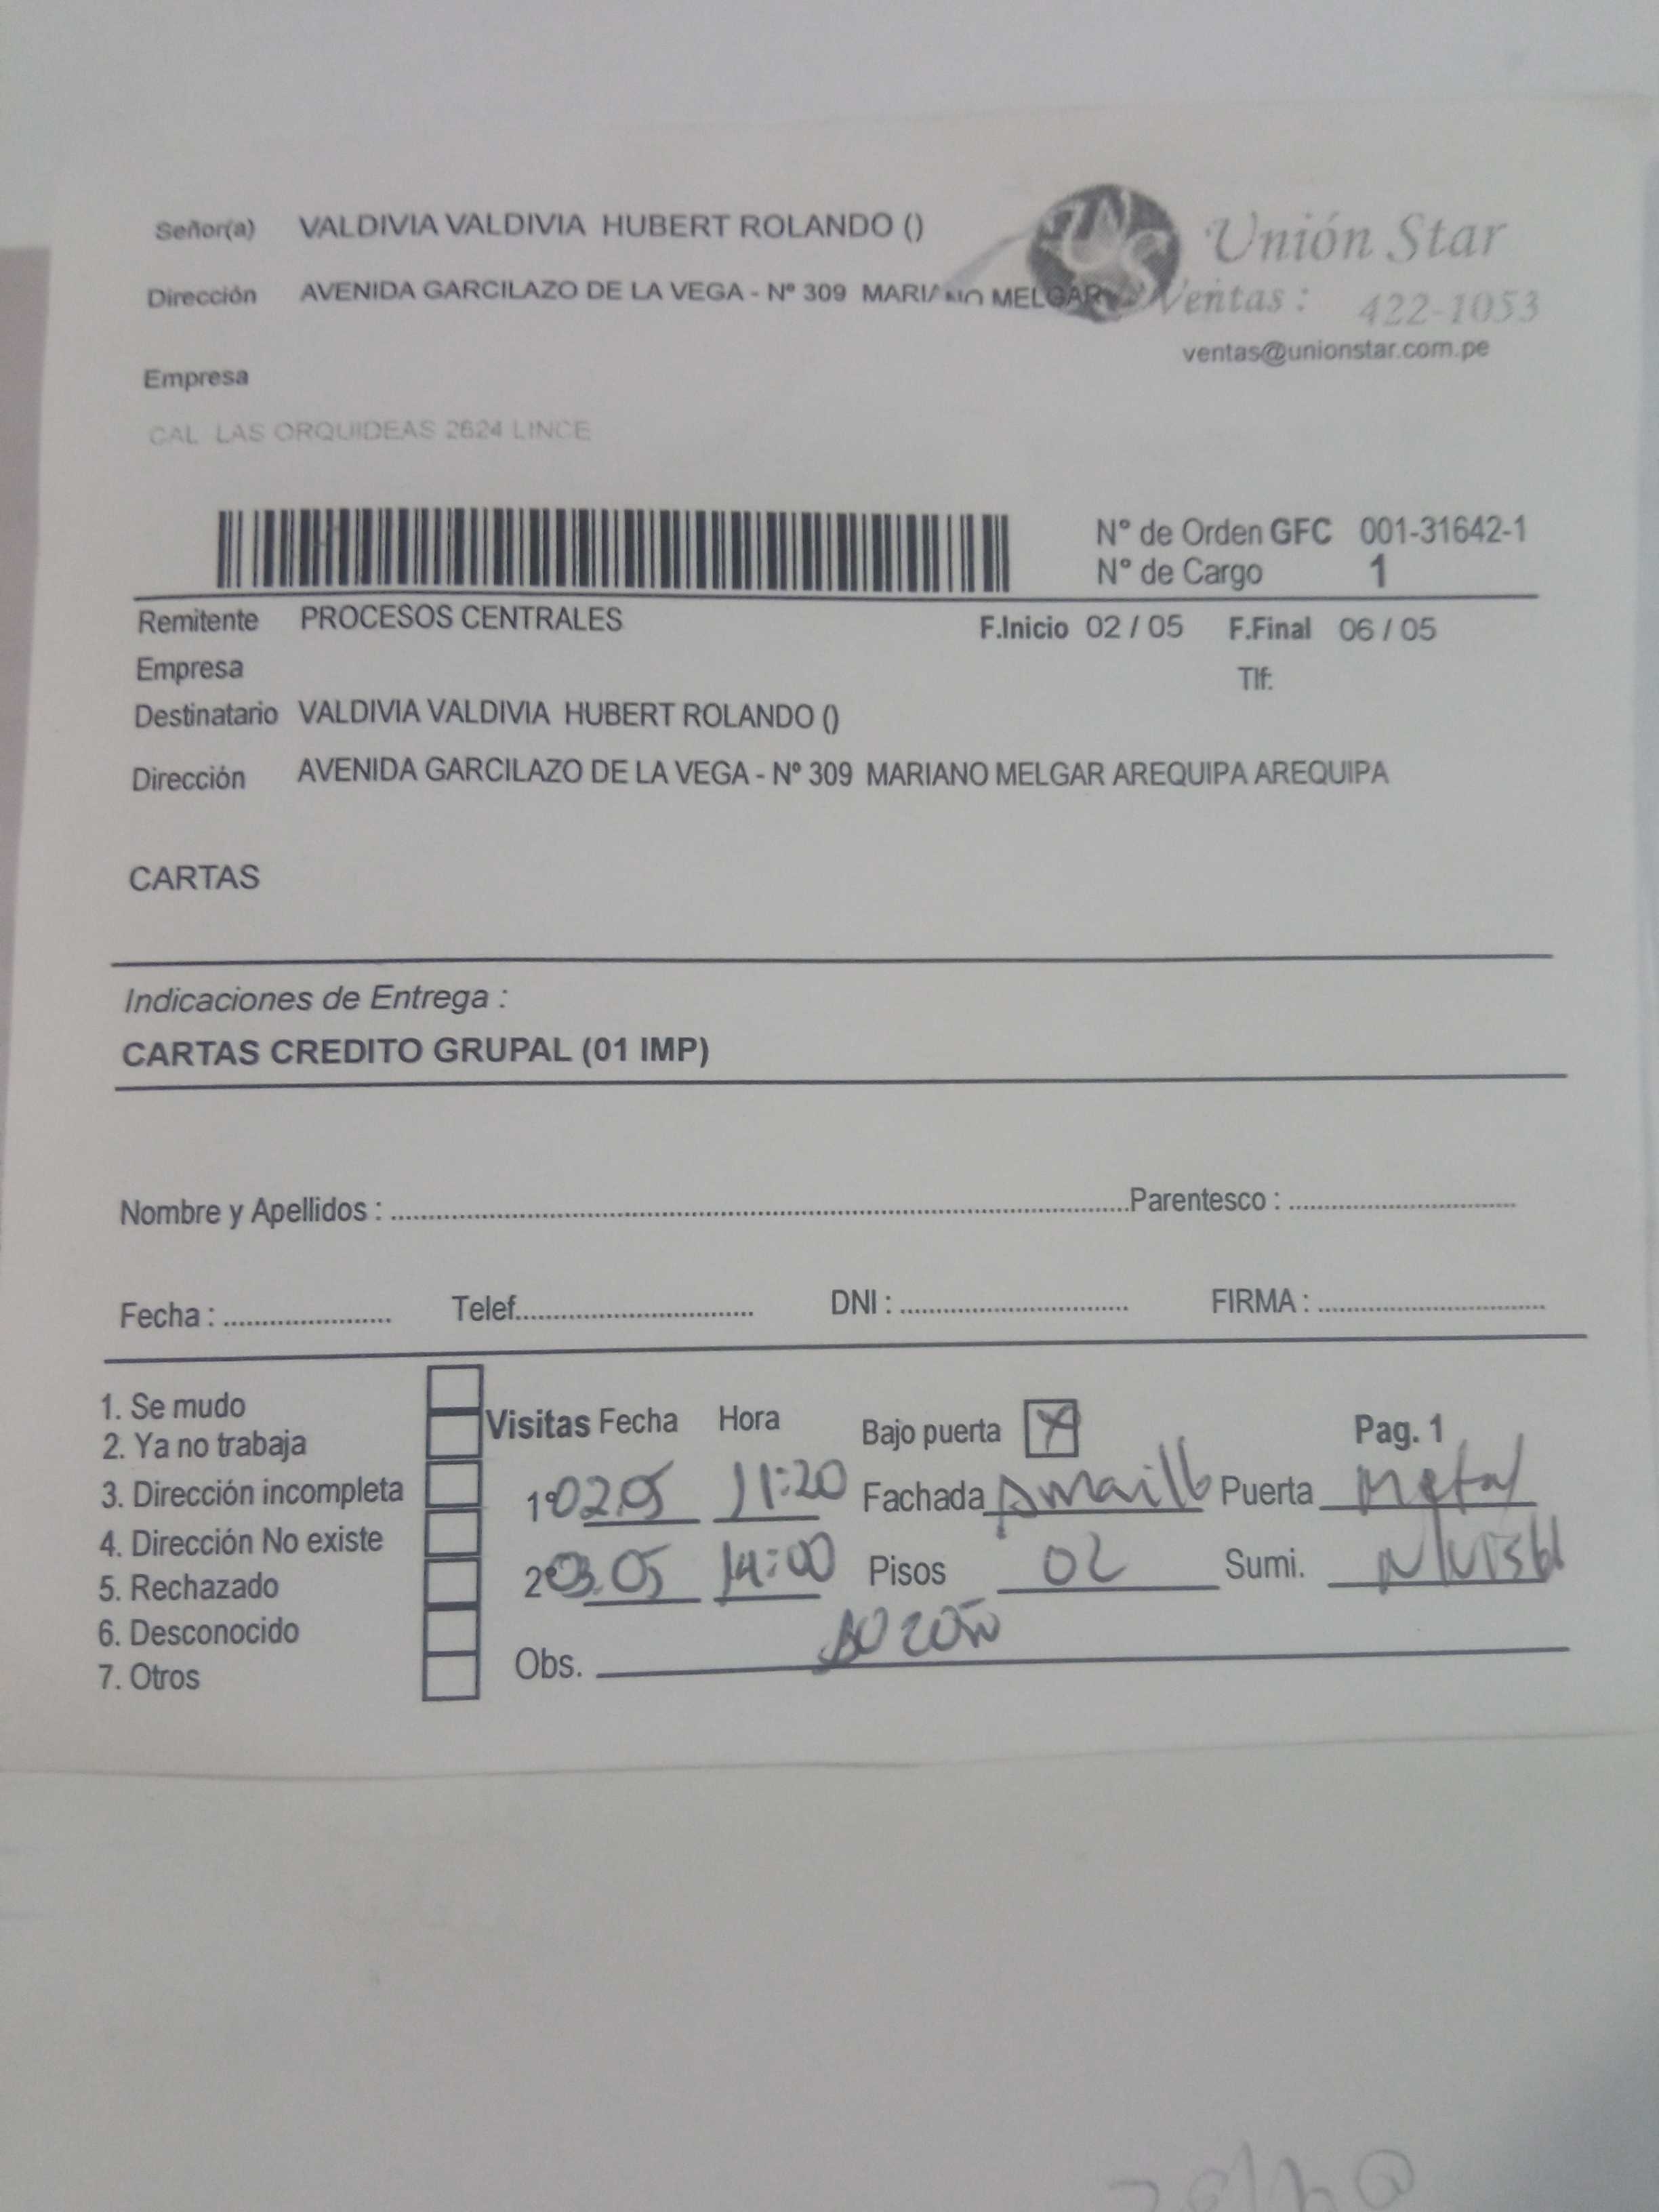 Señor(a) VALDIVIA VALDIVIA HUBERT ROLANDO ()
Unión Star
Dirección AVENIDA GARCILAZO DE LA VEGA - Nº 309 MARIANO MELGAR
Ventas : 422-1053
ventas@unionstar.com.pe
Empresa
CAL LAS ORQUIDEAS 2624 LINCE
N° de Orden GFC 001-31642-1
N° de Cargo 1
Remitente PROCESOS CENTRALES F.Inicio 02 / 05 F.Final 06 / 05
Empresa Tlf:
Destinatario VALDIVIA VALDIVIA HUBERT ROLANDO ()
Dirección AVENIDA GARCILAZO DE LA VEGA - Nº 309 MARIANO MELGAR AREQUIPA AREQUIPA
CARTAS
Indicaciones de Entrega :
CARTAS CREDITO GRUPAL (01 IMP)
Nombre y Apellidos : Parentesco :
Fecha : Telef. DNI : FIRMA :
1. Se mudo
2. Ya no trabaja
3. Dirección incompleta
4. Dirección No existe
5. Rechazado
6. Desconocido
7. Otros
Visitas Fecha Hora Bajo puerta X Pag. 1
1º 02.05 11:20 Fachada Amarillo Puerta Metal
2º 03.05 14:00 Pisos 02 Sumi.
Obs.